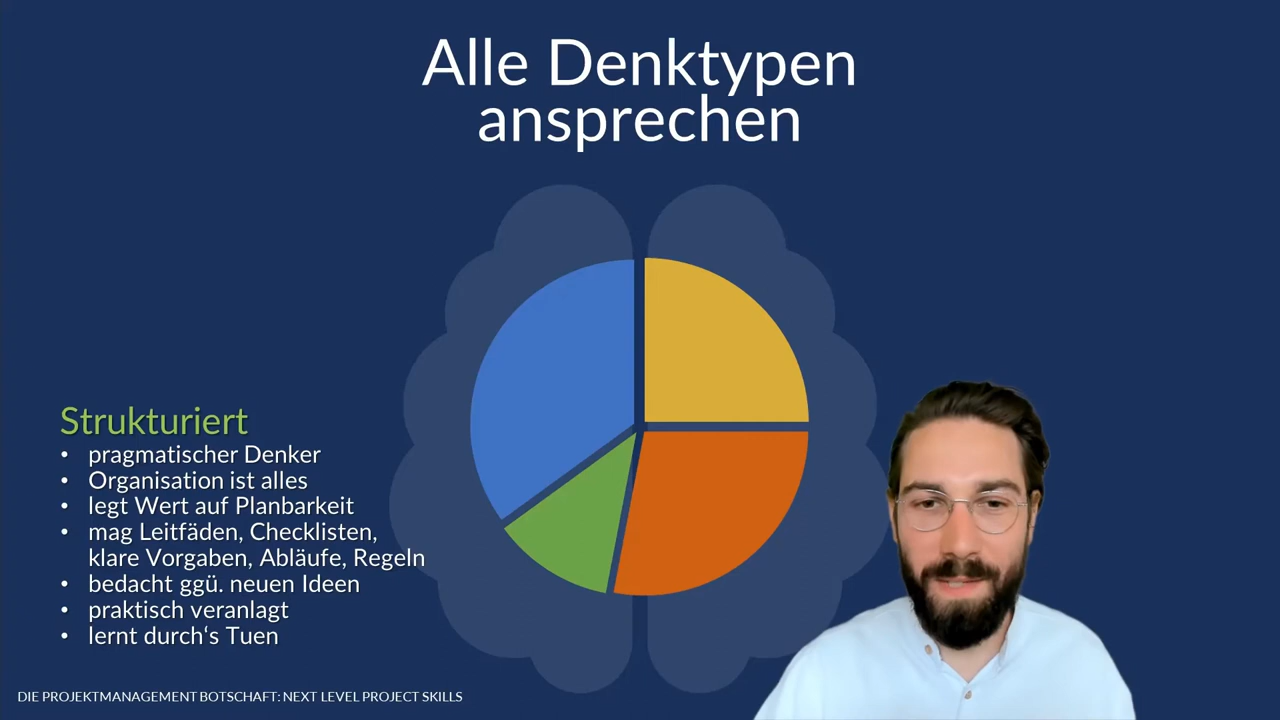 Alle Denktypen
ansprechen
Strukturiert
• pragmatischer Denker
• Organisation ist alles
• legt Wert auf Planbarkeit
• mag Leitfäden, Checklisten,
klare Vorgaben, Abläufe, Regeln
• bedacht ggü. neuen Ideen
• praktisch veranlagt
• lernt durch‘s Tuen
DIE PROJEKTMANAGEMENT BOTSCHAFT: NEXT LEVEL PROJECT SKILLS